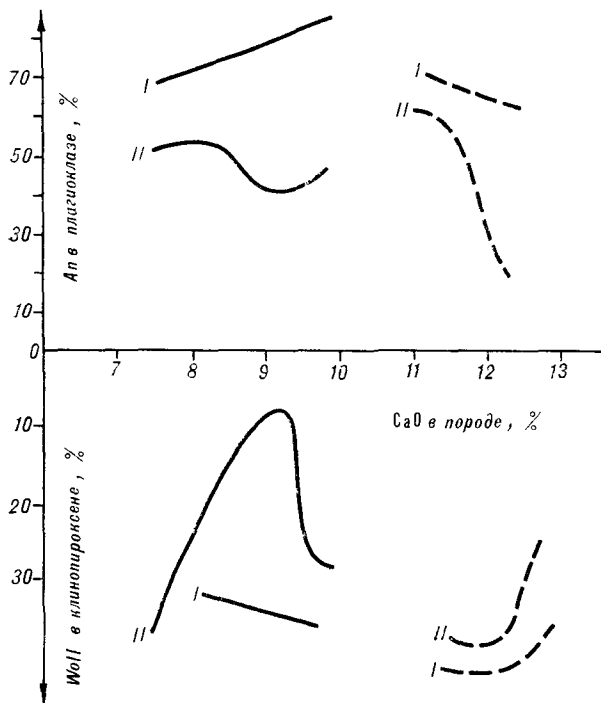 An в плагиоклазе, %
70
50
30
10
0
I
II
I
II
7
8
9
10
11
12
13
CaO в породе, %
Woll в клинопироксене, %
10
20
30
II
I
II
I